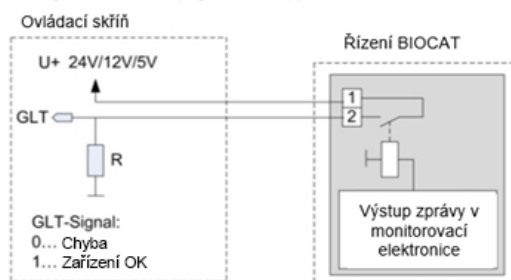 Ovládací skříň
U+ 24V/12V/5V
GLT
R
GLT-Signal:
0... Chyba
1... Zařízení OK
Řízení BIOCAT
1
2
Výstup zprávy v
monitorovací
elektronice